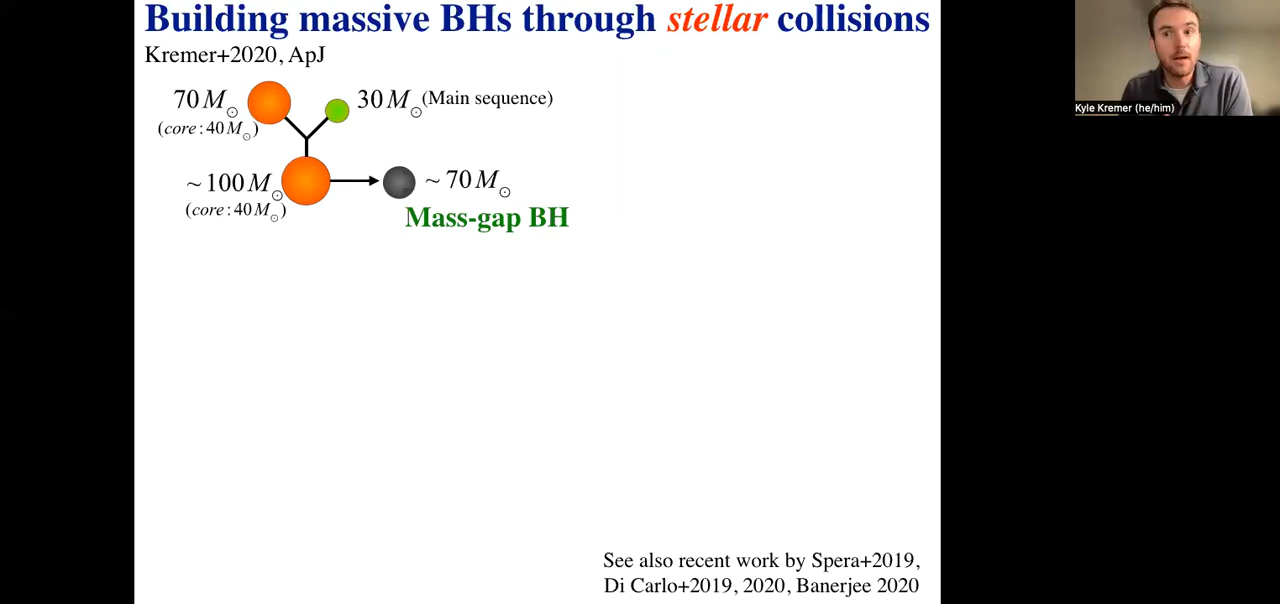 Building massive BHs through stellar collisions
Kremer+2020, ApJ
70 M☉
(core : 40 M☉)
30 M☉ (Main sequence)
~ 100 M☉
(core : 40 M☉)
~ 70 M☉
Mass-gap BH
See also recent work by Spera+2019,
Di Carlo+2019, 2020, Banerjee 2020
Kyle Kremer (he/him)